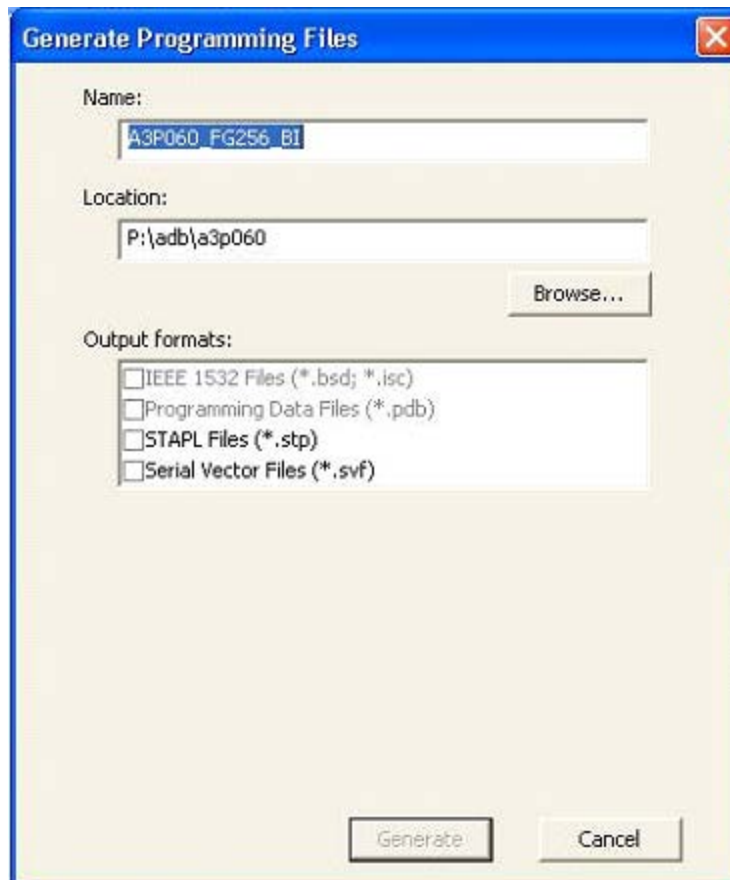 Generate Programming Files
Name:
A3P060_FG256_BI
Location:
P:\adb\a3p060
Browse...
Output formats:
IEEE 1532 Files (*.bsd; *.isc)
Programming Data Files (*.pdb)
STAPL Files (*.stp)
Serial Vector Files (*.svf)
Generate
Cancel